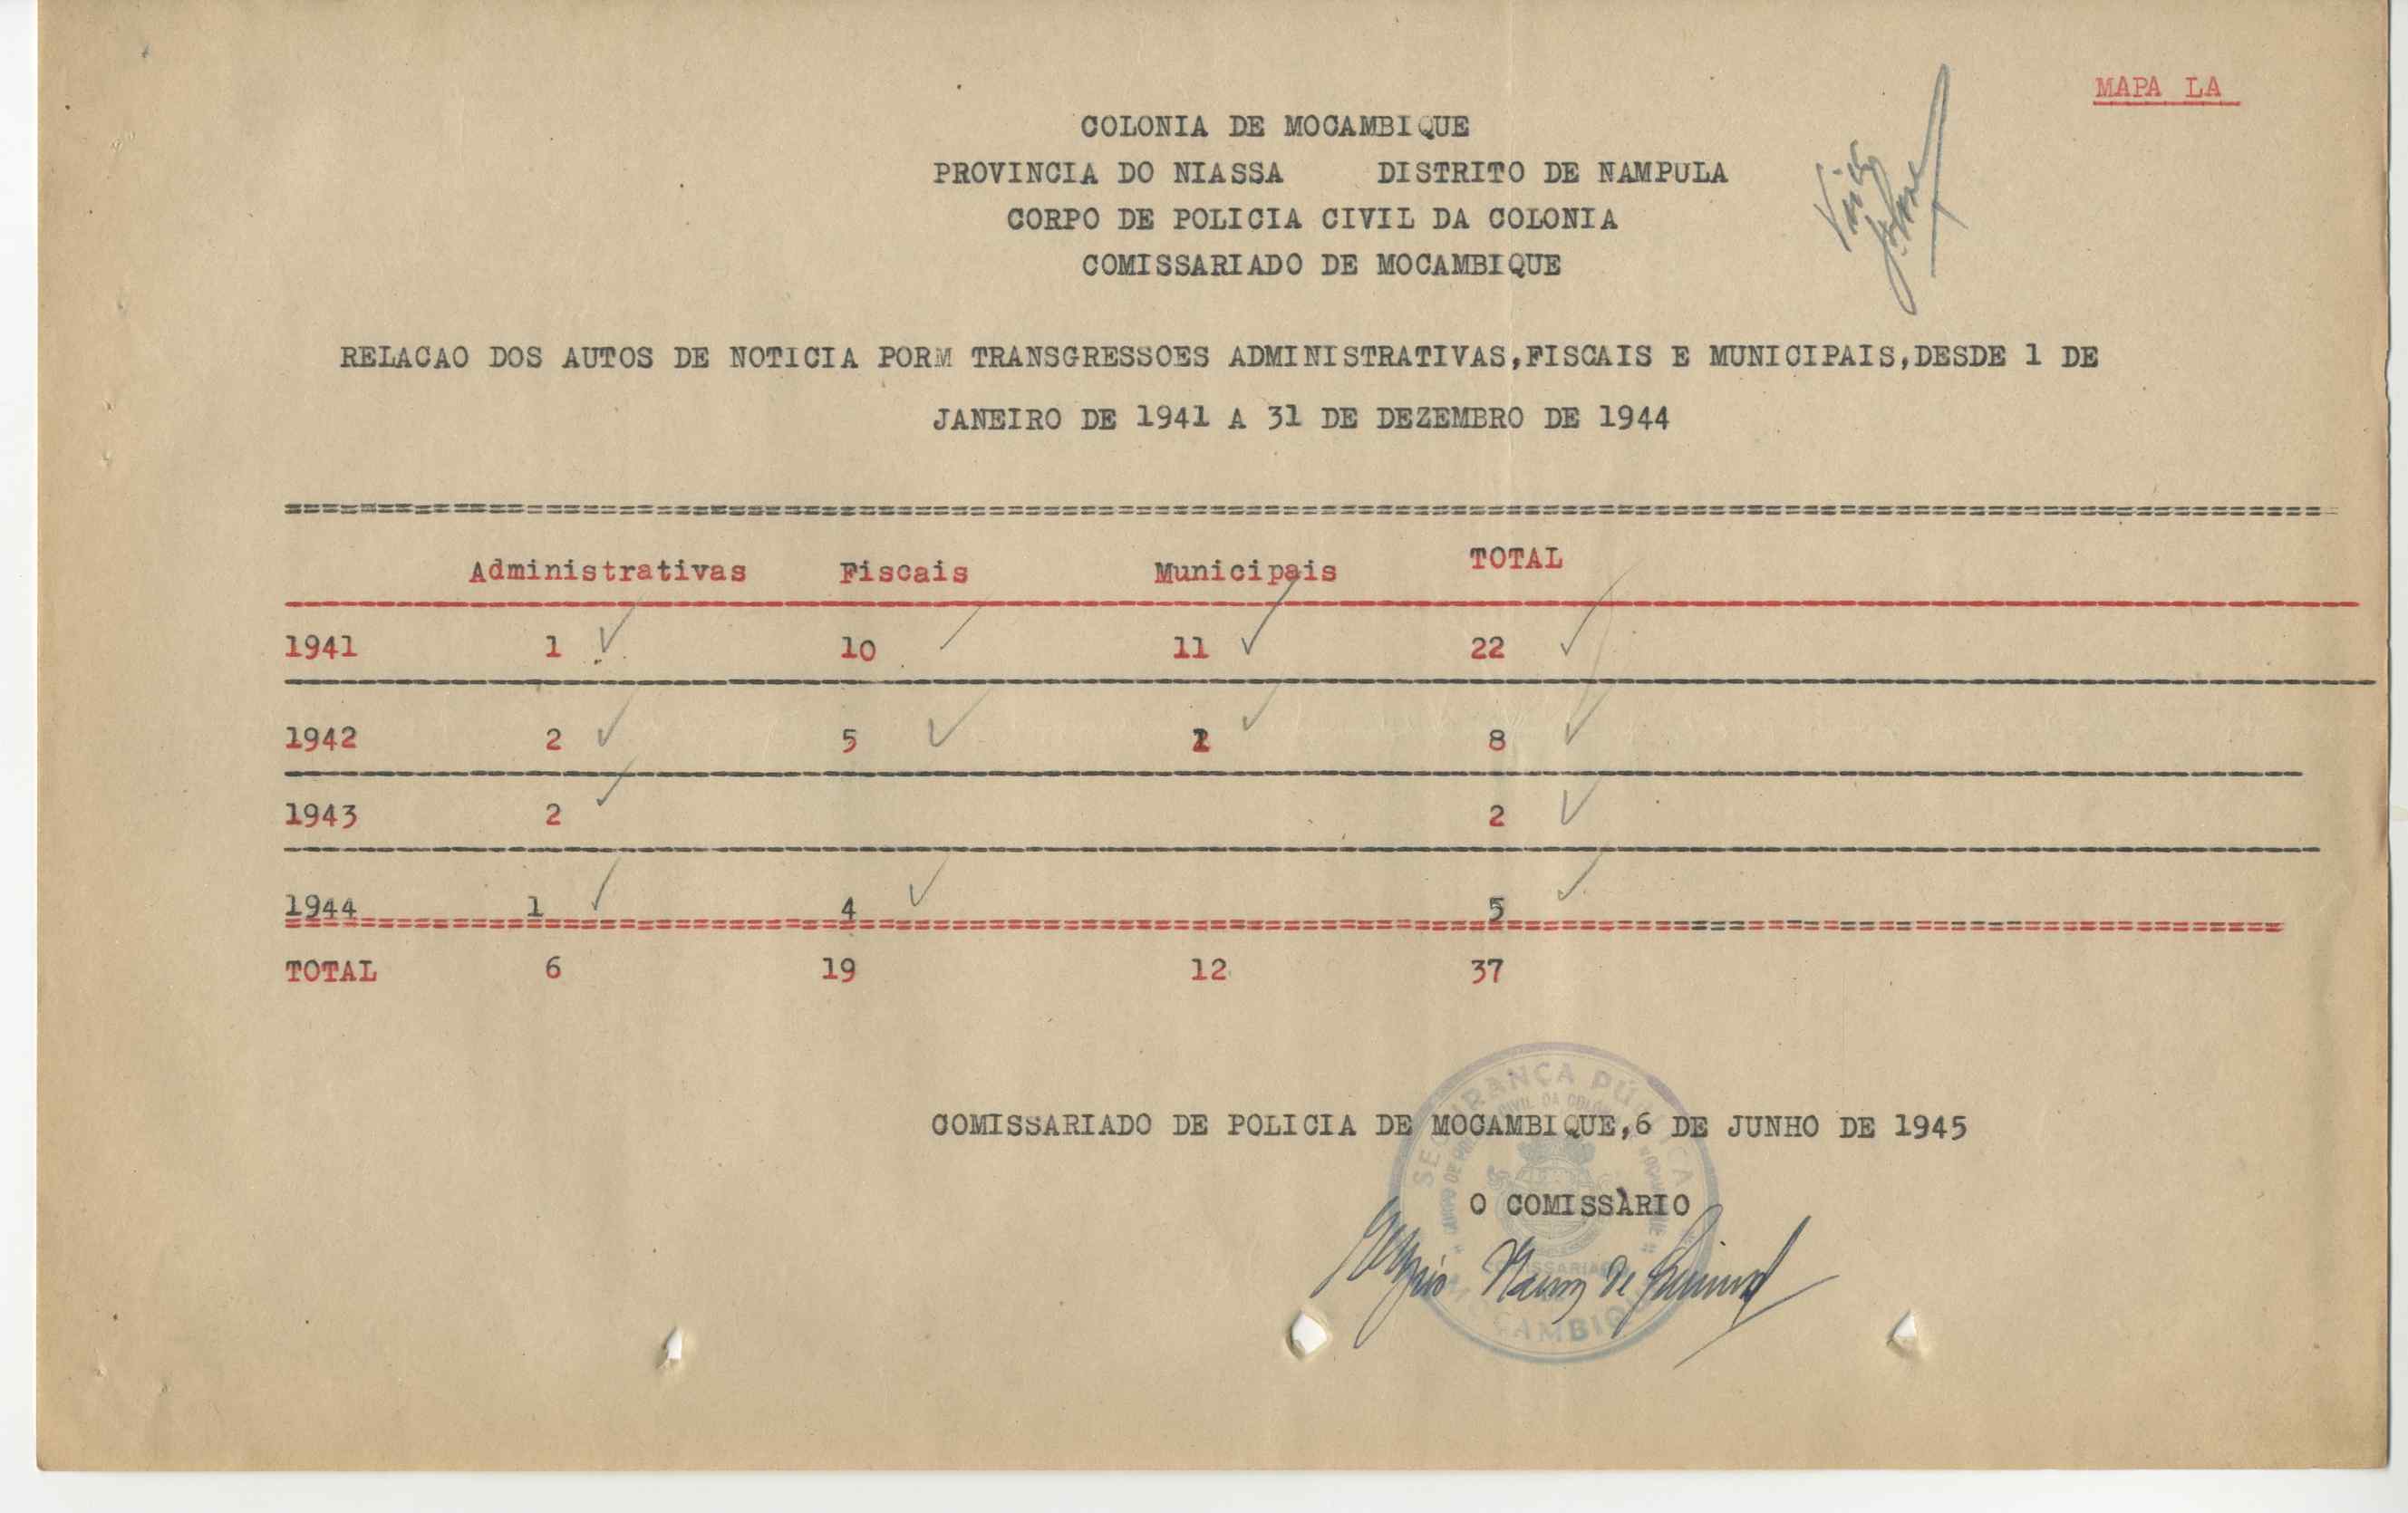 MAPA LA
COLONIA DE MOCAMBIQUE
PROVINCIA DO NIASSA DISTRITO DE NAMPULA
CORPO DE POLICIA CIVIL DA COLONIA
COMISSARIADO DE MOCAMBIQUE
RELACAO DOS AUTOS DE NOTICIA PORM TRANSGRESSOES ADMINISTRATIVAS,FISCAIS E MUNICIPAIS,DESDE 1 DE
JANEIRO DE 1941 A 31 DE DEZEMBRO DE 1944
Administrativas Fiscais Municipais TOTAL
1941 1 10 11 22
1942 2 5 1 8
1943 2 2
1944 1 4 5
TOTAL 6 19 12 37
COMISSARIADO DE POLICIA DE MOCAMBIQUE,6 DE JUNHO DE 1945
O COMISSÀRIO
SEGURANÇA PÚBLICA
MOÇAMBIQUE